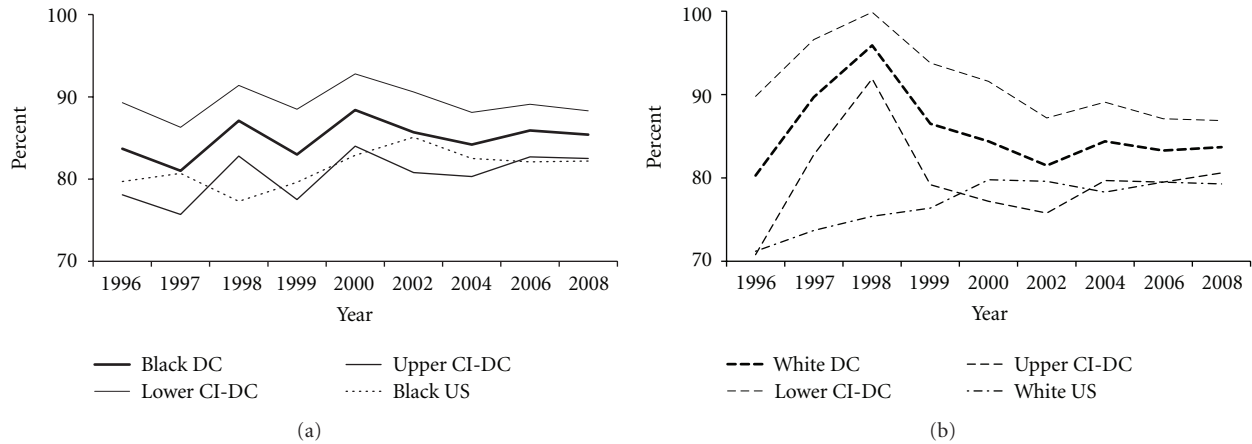 100
90
80
70
Percent
1996 1997 1998 1999 2000 2002 2004 2006 2008
Year
Black DC
Upper CI-DC
Lower CI-DC
Black US
(a)
100
90
80
70
Percent
1996 1997 1998 1999 2000 2002 2004 2006 2008
Year
White DC
Upper CI-DC
Lower CI-DC
White US
(b)